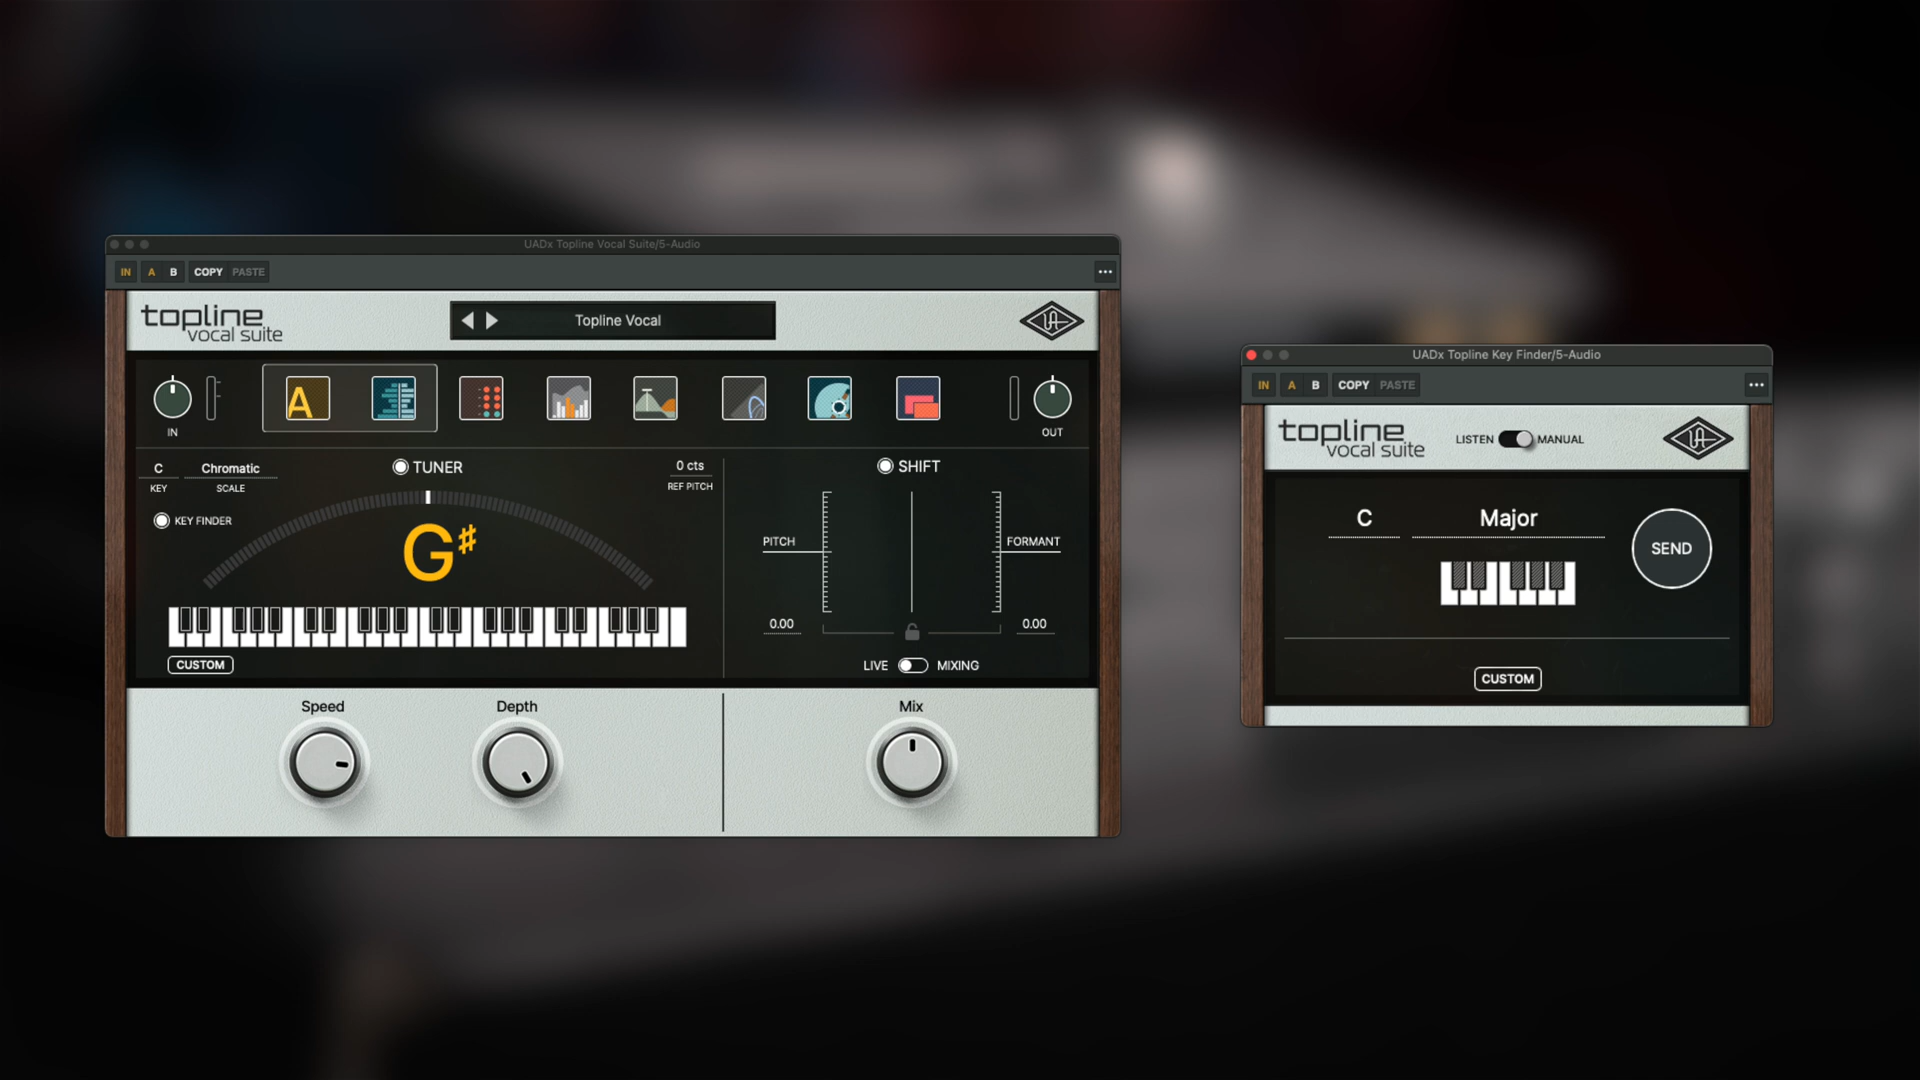 UADx Topline Vocal Suite/5-Audio
IN A B COPY PASTE
topline
vocal suite
Topline Vocal
UA
A
IN
OUT
C Chromatic
KEY SCALE
TUNER
0 cts
REF PITCH
KEY FINDER
G♯
CUSTOM
SHIFT
PITCH
FORMANT
0.00
0.00
LIVE MIXING
Speed
Depth
Mix
UADx Topline Key Finder/5-Audio
IN A B COPY PASTE
topline
vocal suite
LISTEN MANUAL
UA
C Major
SEND
CUSTOM